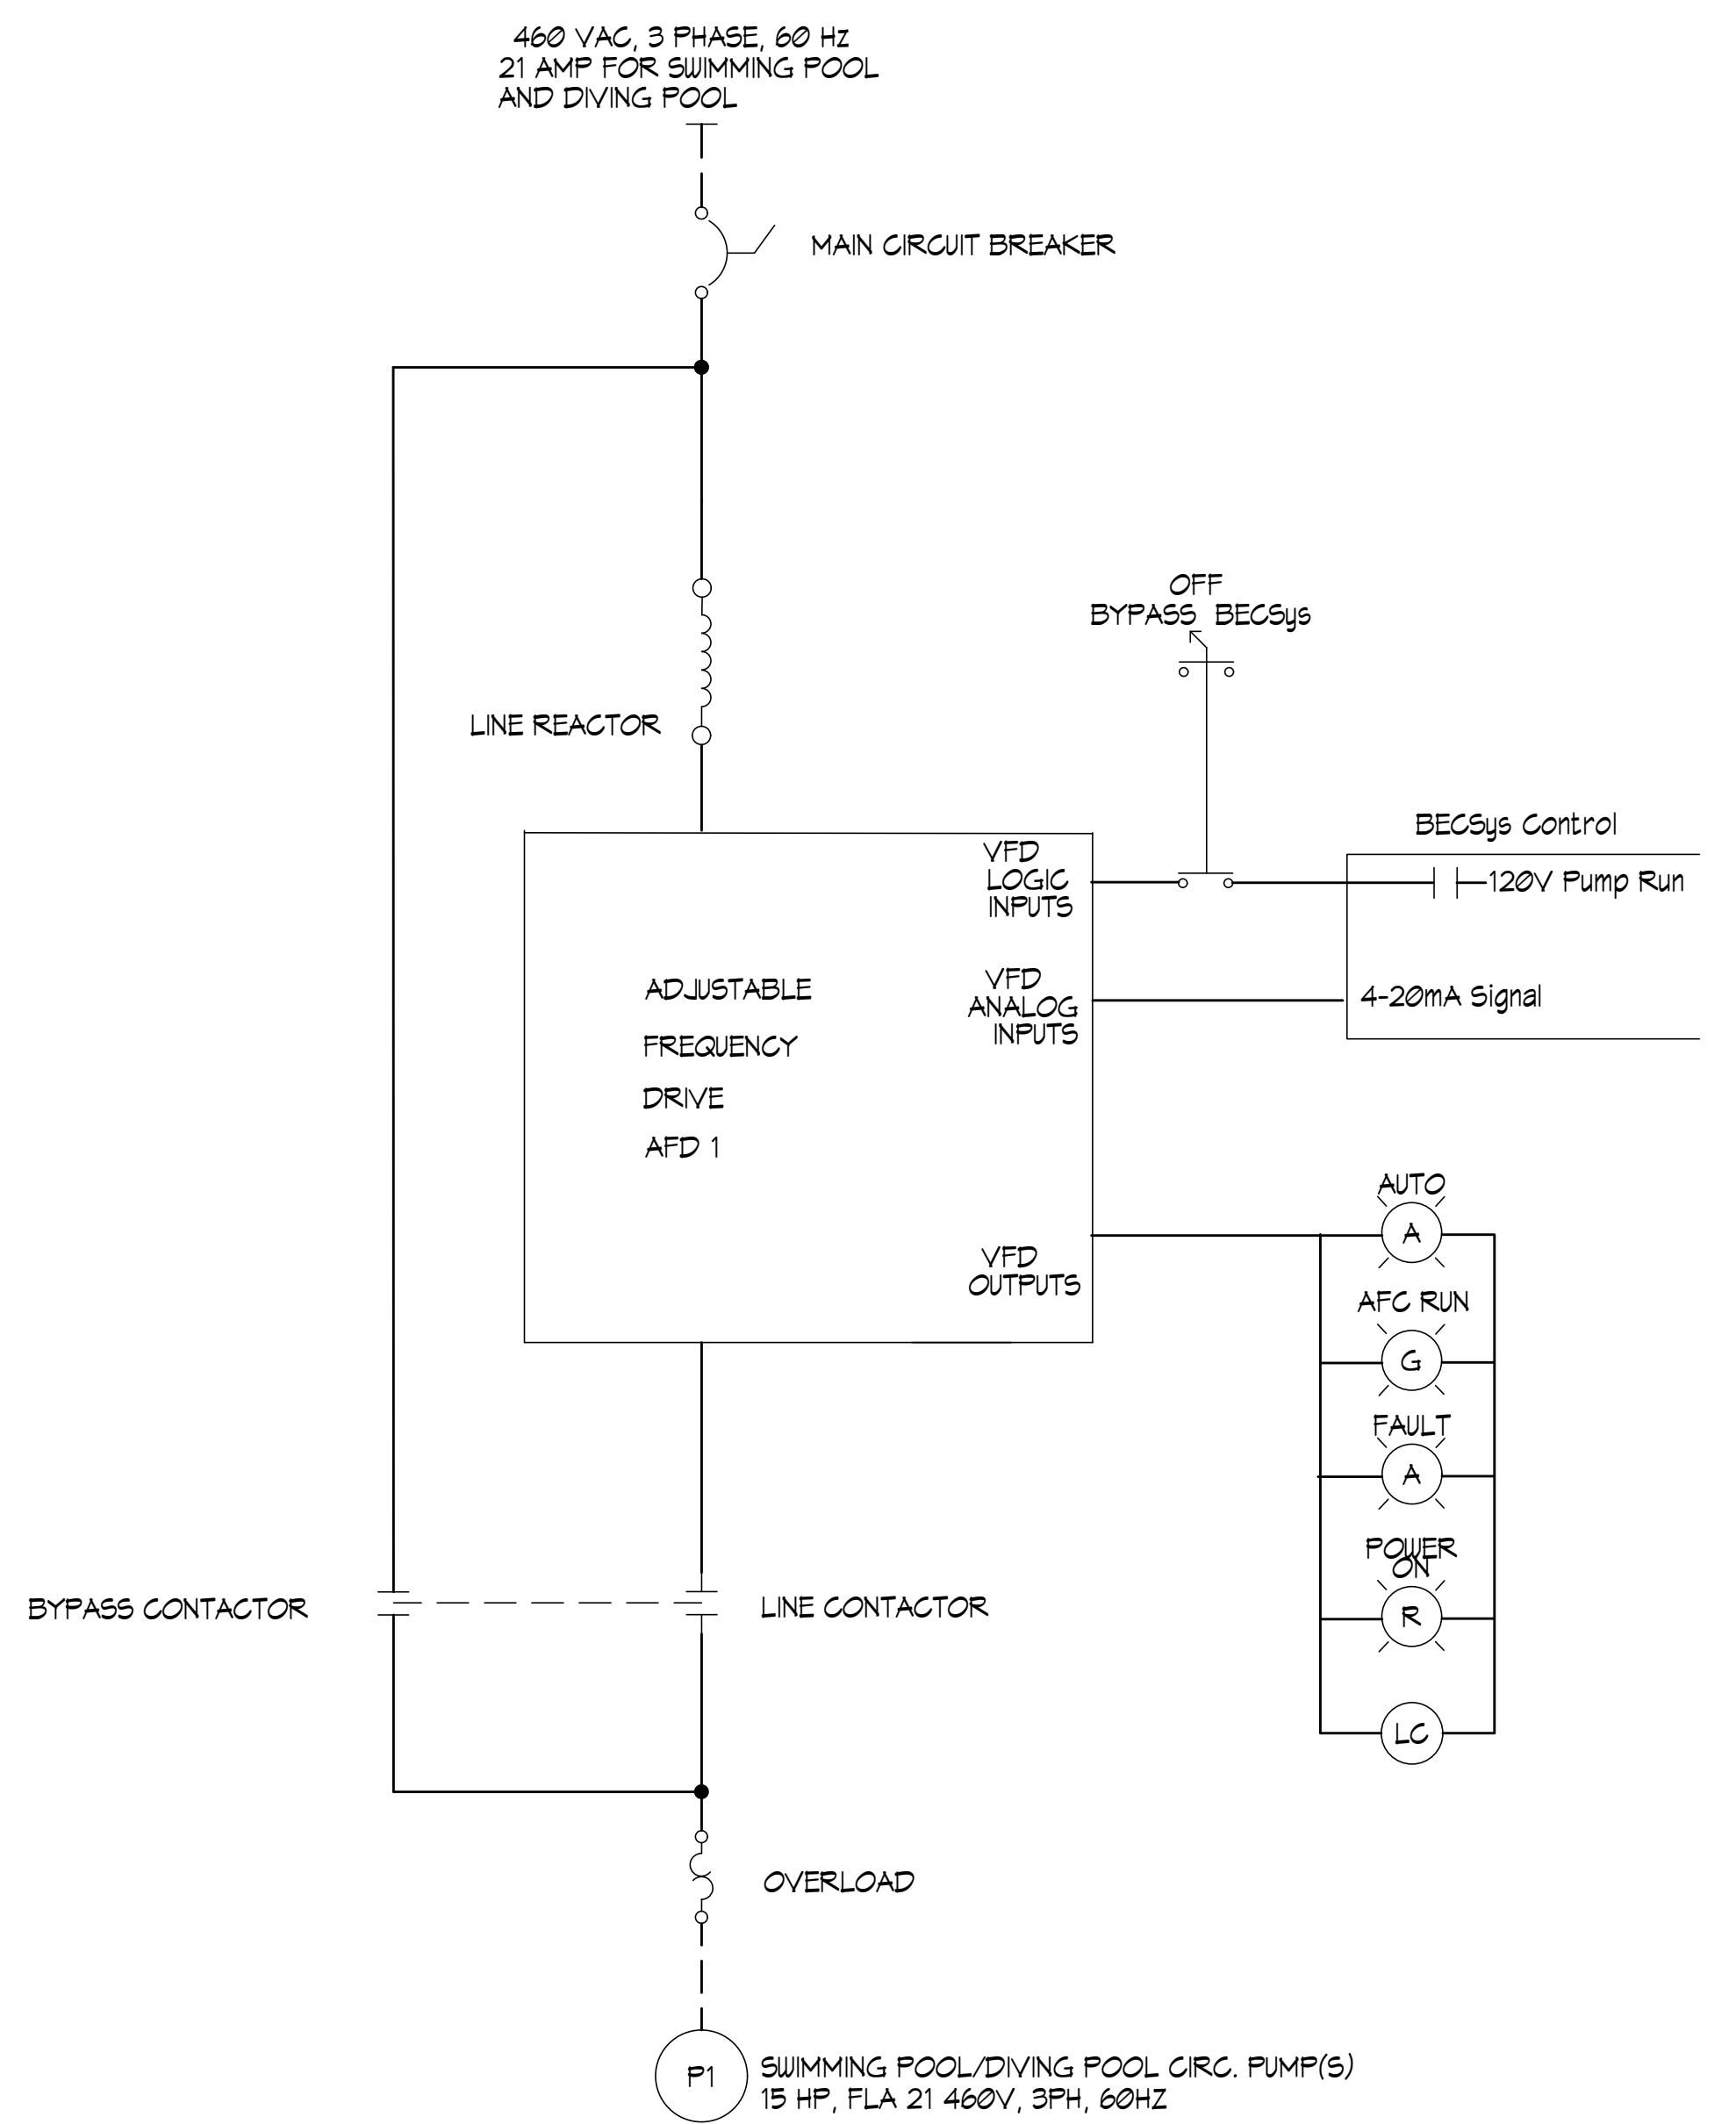 460 VAC, 3 PHASE, 60 Hz
21 AMP FOR SWIMMING POOL
AND DIVING POOL
MAIN CIRCUIT BREAKER
OFF
BYPASS BECSys
LINE REACTOR
BECSys Control
VFD
LOGIC
INPUTS
120V Pump Run
VFD
ANALOG
INPUTS
4-20mA Signal
ADJUSTABLE
FREQUENCY
DRIVE
AFD 1
AUTO
A
VFD
OUTPUTS
AFC RUN
G
FAULT
A
POWER
ON
R
BYPASS CONTACTOR
LINE CONTACTOR
LC
OVERLOAD
P1
SWIMMING POOL/DIVING POOL CIRC. PUMP(S)
15 HP, FLA 21 460V, 3PH, 60HZ